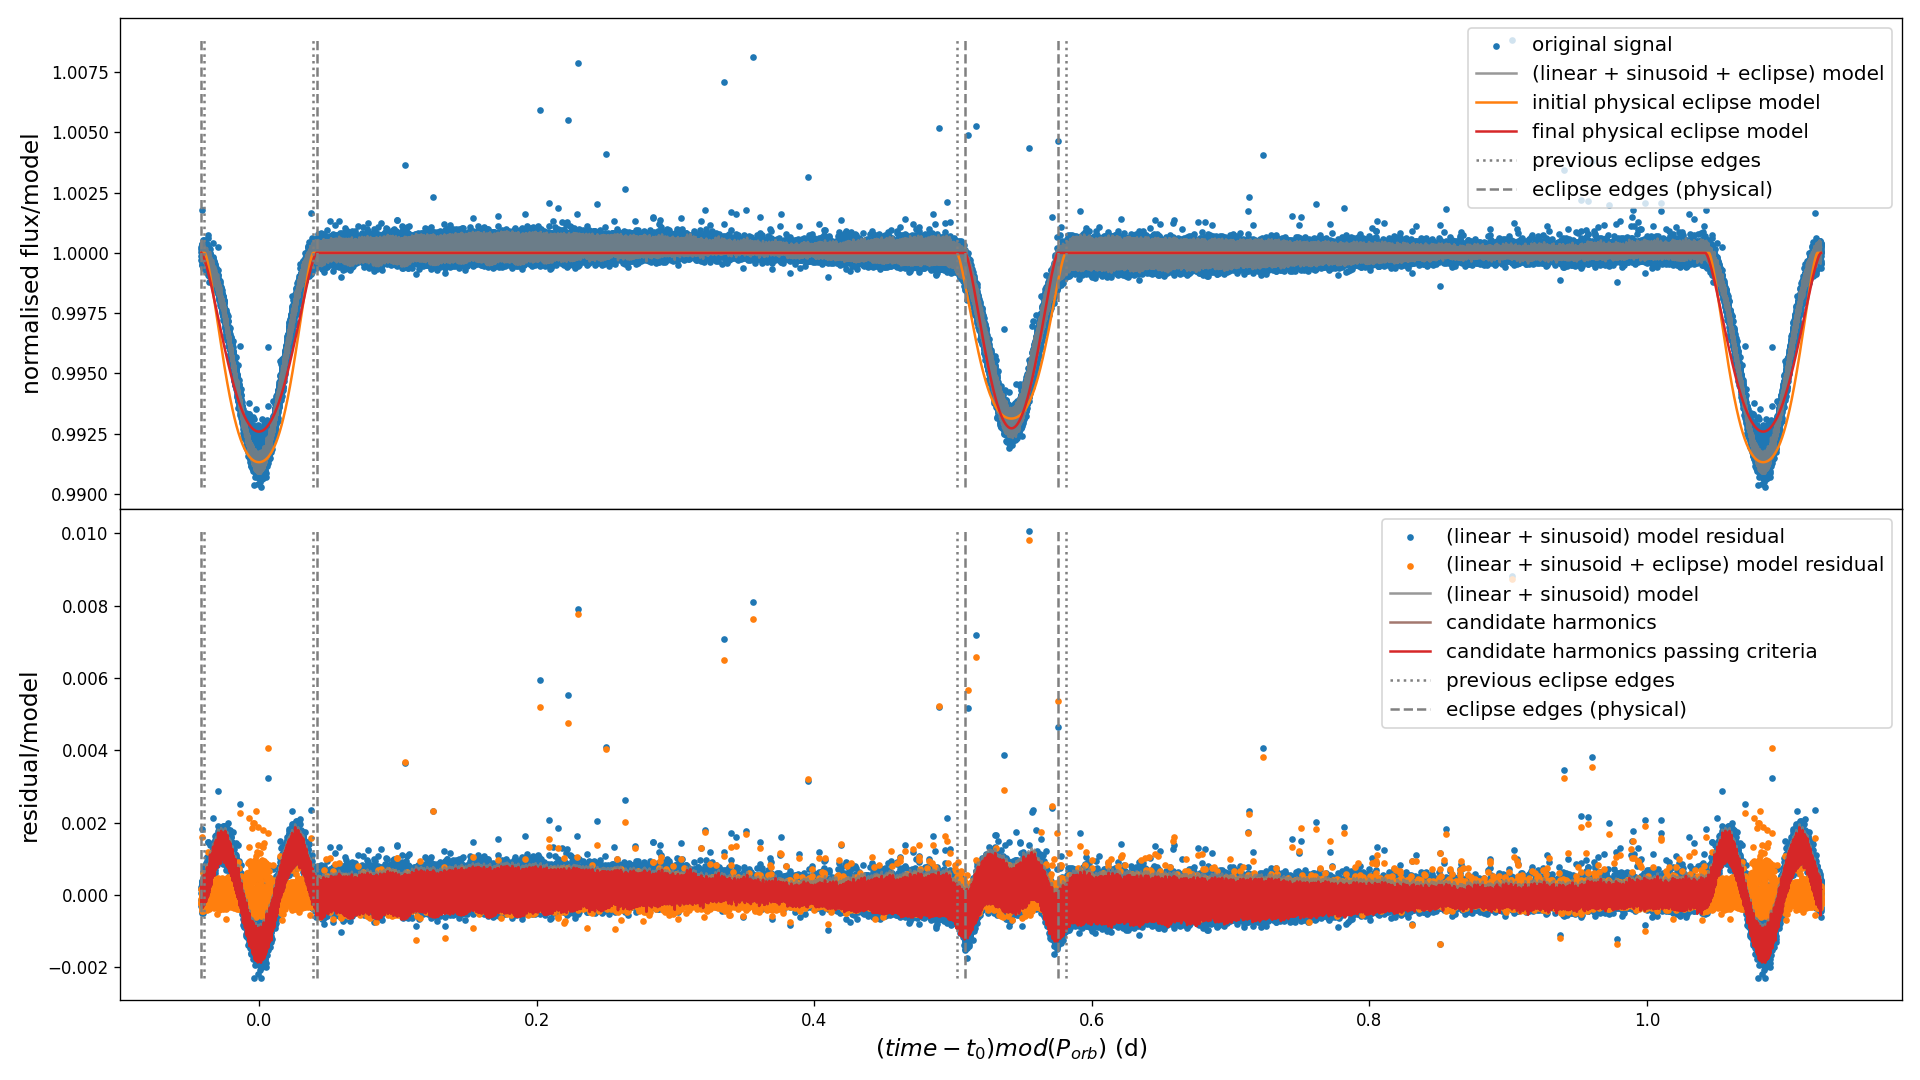 normalised flux/model
1.0075
1.0050
1.0025
1.0000
0.9975
0.9950
0.9925
0.9900
original signal
(linear + sinusoid + eclipse) model
initial physical eclipse model
final physical eclipse model
previous eclipse edges
eclipse edges (physical)
residual/model
0.010
0.008
0.006
0.004
0.002
0.000
−0.002
(linear + sinusoid) model residual
(linear + sinusoid + eclipse) model residual
(linear + sinusoid) model
candidate harmonics
candidate harmonics passing criteria
previous eclipse edges
eclipse edges (physical)
0.0 0.2 0.4 0.6 0.8 1.0
(time − t₀)mod(Pₒᵣb) (d)